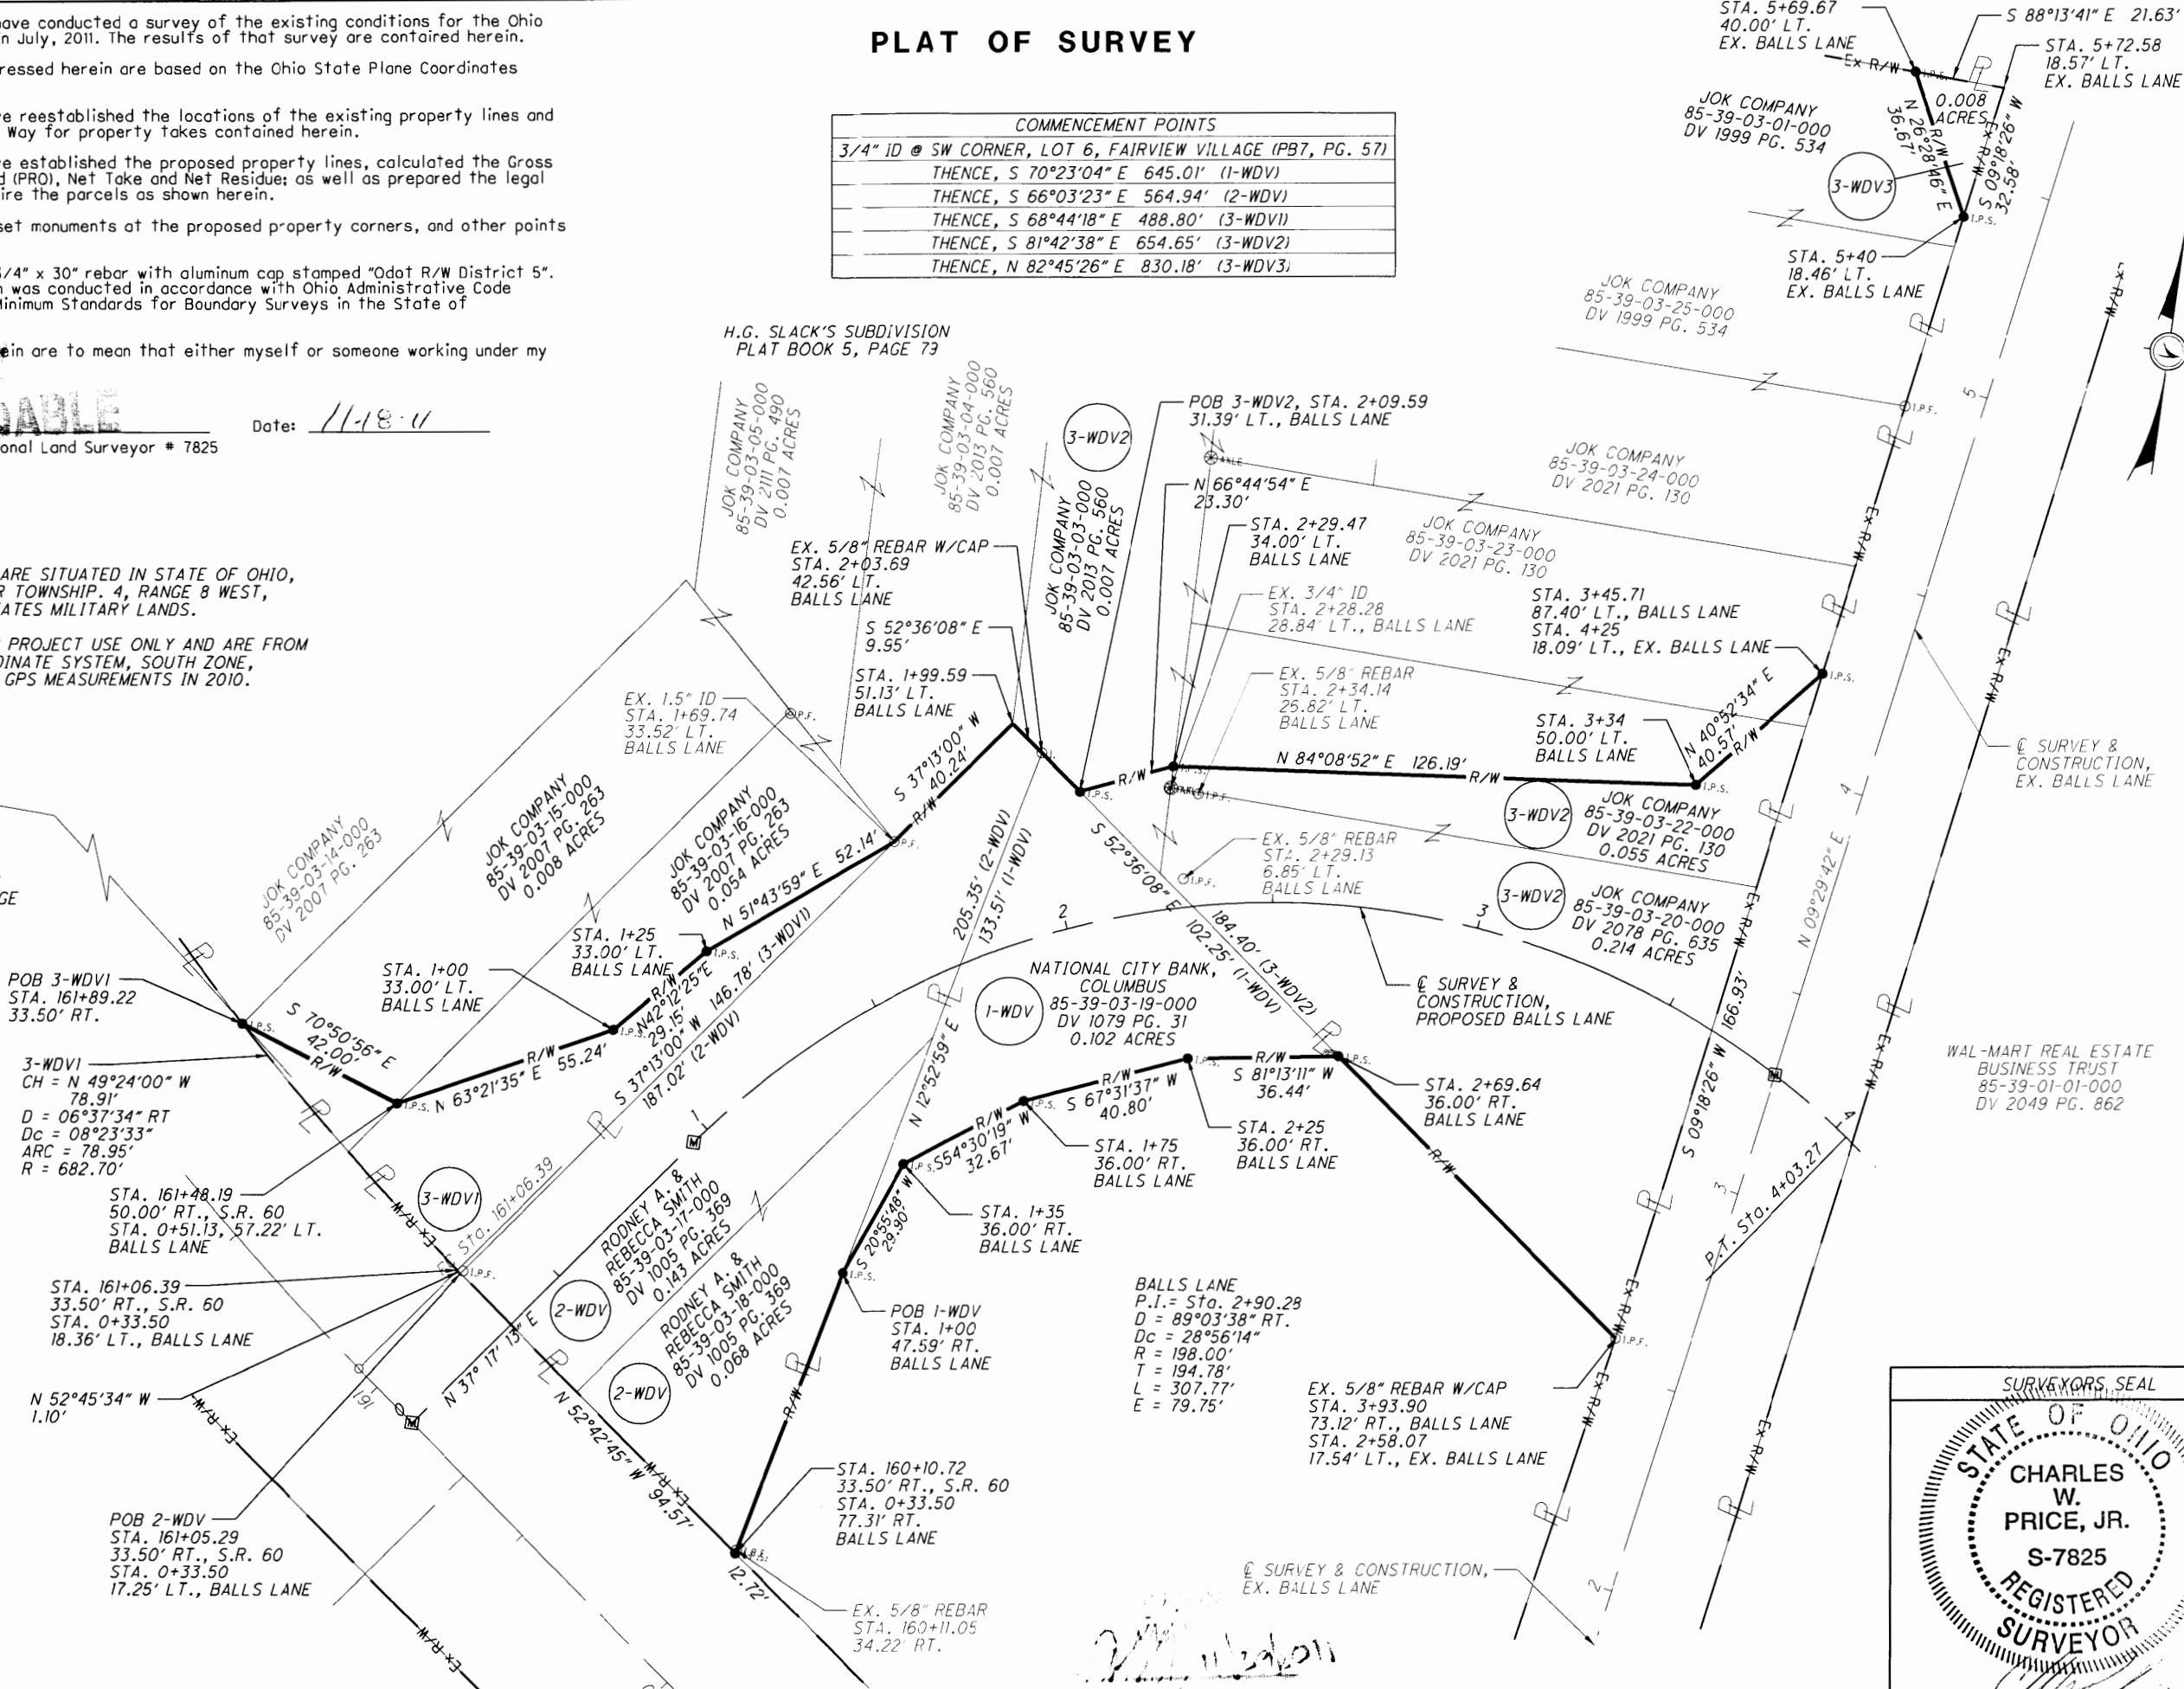 have conducted a survey of the existing conditions for the Ohio
n July, 2011. The results of that survey are contained herein.
ressed herein are based on the Ohio State Plane Coordinates
e reestablished the locations of the existing property lines and
Way for property takes contained herein.
e established the proposed property lines, calculated the Gross
d (PRO), Net Take and Net Residue; as well as prepared the legal
ire the parcels as shown herein.
set monuments at the proposed property corners, and other points
3/4" x 30" rebar with aluminum cap stamped "Odot R/W District 5".
n was conducted in accordance with Ohio Administrative Code
Minimum Standards for Boundary Surveys in the State of
ein are to mean that either myself or someone working under my
DABLE
onal Land Surveyor # 7825
Date: 11-18-11
ARE SITUATED IN STATE OF OHIO,
R TOWNSHIP. 4, RANGE 8 WEST,
ATES MILITARY LANDS.
PROJECT USE ONLY AND ARE FROM
DINATE SYSTEM, SOUTH ZONE,
GPS MEASUREMENTS IN 2010.
GE
PLAT OF SURVEY
COMMENCEMENT POINTS
3/4" ID @ SW CORNER, LOT 6, FAIRVIEW VILLAGE (PB7, PG. 57)
THENCE, S 70°23'04" E 645.01' (1-WDV)
THENCE, S 66°03'23" E 564.94' (2-WDV)
THENCE, S 68°44'18" E 488.80' (3-WDV1)
THENCE, S 81°42'38" E 654.65' (3-WDV2)
THENCE, N 82°45'26" E 830.18' (3-WDV3)
STA. 5+69.67
40.00' LT.
EX. BALLS LANE
S 88°13'41" E 21.63'
STA. 5+72.58
18.57' LT.
EX. BALLS LANE
Ex R/W
I.P.S.
0.008
ACRES
JOK COMPANY
85-39-03-01-000
DV 1999 PG. 534
N 26°28'46" E
36.67'
R/W
S 09°18'26" W
32.58'
Ex R/W
3-WDV3
I.P.S.
STA. 5+40
18.46' LT.
EX. BALLS LANE
JOK COMPANY
85-39-03-25-000
DV 1999 PG. 534
Ex R/W
5
I.P.F.
H.G. SLACK'S SUBDIVISION
PLAT BOOK 5, PAGE 79
JOK COMPANY
85-39-03-05-000
DV 2111 PG. 490
0.007 ACRES
JOK COMPANY
85-39-03-04-000
DV 2013 PG. 560
0.007 ACRES
3-WDV2
JOK COMPANY
85-39-03-03-000
DV 2013 PG. 560
0.007 ACRES
POB 3-WDV2, STA. 2+09.59
31.39' LT., BALLS LANE
AXLE
N 66°44'54" E
23.30'
STA. 2+29.47
34.00' LT.
BALLS LANE
JOK COMPANY
85-39-03-24-000
DV 2021 PG. 130
JOK COMPANY
85-39-03-23-000
DV 2021 PG. 130
Ex R/W
EX. 5/8" REBAR W/CAP
STA. 2+03.69
42.56' LT.
BALLS LANE
EX. 3/4" ID
STA. 2+28.28
28.84' LT., BALLS LANE
STA. 3+45.71
87.40' LT., BALLS LANE
STA. 4+25
18.09' LT., EX. BALLS LANE
S 52°36'08" E
9.95'
STA. 1+99.59
51.13' LT.
BALLS LANE
EX. 5/8" REBAR
STA. 2+34.14
25.82' LT.
BALLS LANE
EX. 1.5" ID
STA. 1+69.74
33.52' LT.
BALLS LANE
I.P.F.
S 37°13'00" W
40.24'
R/W
STA. 3+34
50.00' LT.
BALLS LANE
N 40°52'34" E
40.57'
R/W
I.P.S.
Ex R/W
℄ SURVEY &
CONSTRUCTION,
EX. BALLS LANE
N 84°08'52" E 126.19'
R/W
R/W
I.P.S.
I.P.S.
I.P.F.
I.P.S.
4
JOK COMPANY
85-39-03-14-000
DV 2007 PG. 263
JOK COMPANY
85-39-03-15-000
DV 2007 PG. 263
0.008 ACRES
JOK COMPANY
85-39-03-16-000
DV 2007 PG. 263
0.054 ACRES
N 51°43'59" E 52.14'
3-WDV2
JOK COMPANY
85-39-03-22-000
DV 2021 PG. 130
0.055 ACRES
EX. 5/8" REBAR
STA. 2+29.13
6.85' LT.
BALLS LANE
I.P.F.
S 52°36'08" E
184.40' (3-WDV2)
102.25' (1-WDV)
205.35' (2-WDV)
133.51' (1-WDV)
N 12°52'59" E
3-WDV2
JOK COMPANY
85-39-03-20-000
DV 2078 PG. 635
0.214 ACRES
N 09°29'42" E
2
3
POB 3-WDV1
STA. 161+89.22
33.50' RT.
I.P.S.
STA. 1+00
33.00' LT.
BALLS LANE
STA. 1+25
33.00' LT.
BALLS LANE
I.P.S.
S 70°50'56" E
42.00'
R/W
N42°12'25"E
29.15'
R/W
I.P.S.
S 37°13'00" W 146.78' (3-WDV1)
187.02' (2-WDV)
1-WDV
NATIONAL CITY BANK,
COLUMBUS
85-39-03-19-000
DV 1079 PG. 31
0.102 ACRES
℄ SURVEY &
CONSTRUCTION,
PROPOSED BALLS LANE
S 09°18'26" W 166.93'
Ex R/W
WAL-MART REAL ESTATE
BUSINESS TRUST
85-39-01-01-000
DV 2049 PG. 862
3-WDV1
CH = N 49°24'00" W
78.91'
D = 06°37'34" RT
Dc = 08°23'33"
ARC = 78.95'
R = 682.70'
R/W
N 63°21'35" E 55.24'
I.P.S.
R/W
S 81°13'11" W
36.44'
R/W
S 67°31'37" W
40.80'
R/W
S54°30'19" W
32.67'
I.P.S.
STA. 2+69.64
36.00' RT.
BALLS LANE
STA. 2+25
36.00' RT.
BALLS LANE
STA. 1+75
36.00' RT.
BALLS LANE
1
STA. 161+48.19
50.00' RT., S.R. 60
STA. 0+51.13, 57.22' LT.
BALLS LANE
3-WDV1
Sta. 161+06.39
RODNEY A. &
REBECCA SMITH
85-39-03-17-000
DV 1005 PG. 369
0.143 ACRES
S 20°55'48" W
29.90'
I.P.S.
STA. 1+35
36.00' RT.
BALLS LANE
R/W
3
P.T. Sta. 4+03.27
4
STA. 161+06.39
33.50' RT., S.R. 60
STA. 0+33.50
18.36' LT., BALLS LANE
I.P.F.
2-WDV
RODNEY A. &
REBECCA SMITH
85-39-03-18-000
DV 1005 PG. 369
0.068 ACRES
2-WDV
POB 1-WDV
STA. 1+00
47.59' RT.
BALLS LANE
BALLS LANE
P.I.= Sta. 2+90.28
D = 89°03'38" RT.
Dc = 28°56'14"
R = 198.00'
T = 194.78'
L = 307.77'
E = 79.75'
I.P.F.
N 52°45'34" W
1.10'
161
0
N 37° 17' 13" E
N 52°42'45" W 94.57'
Ex R/W
R/W
EX. 5/8" REBAR W/CAP
STA. 3+93.90
73.12' RT., BALLS LANE
STA. 2+58.07
17.54' LT., EX. BALLS LANE
POB 2-WDV
STA. 161+05.29
33.50' RT., S.R. 60
STA. 0+33.50
17.25' LT., BALLS LANE
STA. 160+10.72
33.50' RT., S.R. 60
STA. 0+33.50
77.31' RT.
BALLS LANE
12.72'
EX. 5/8" REBAR
STA. 160+11.05
34.22' RT.
℄ SURVEY & CONSTRUCTION,
EX. BALLS LANE
2
SURVEYORS SEAL
STATE OF OHIO
CHARLES
W.
PRICE, JR.
S-7825
REGISTERED
SURVEYOR